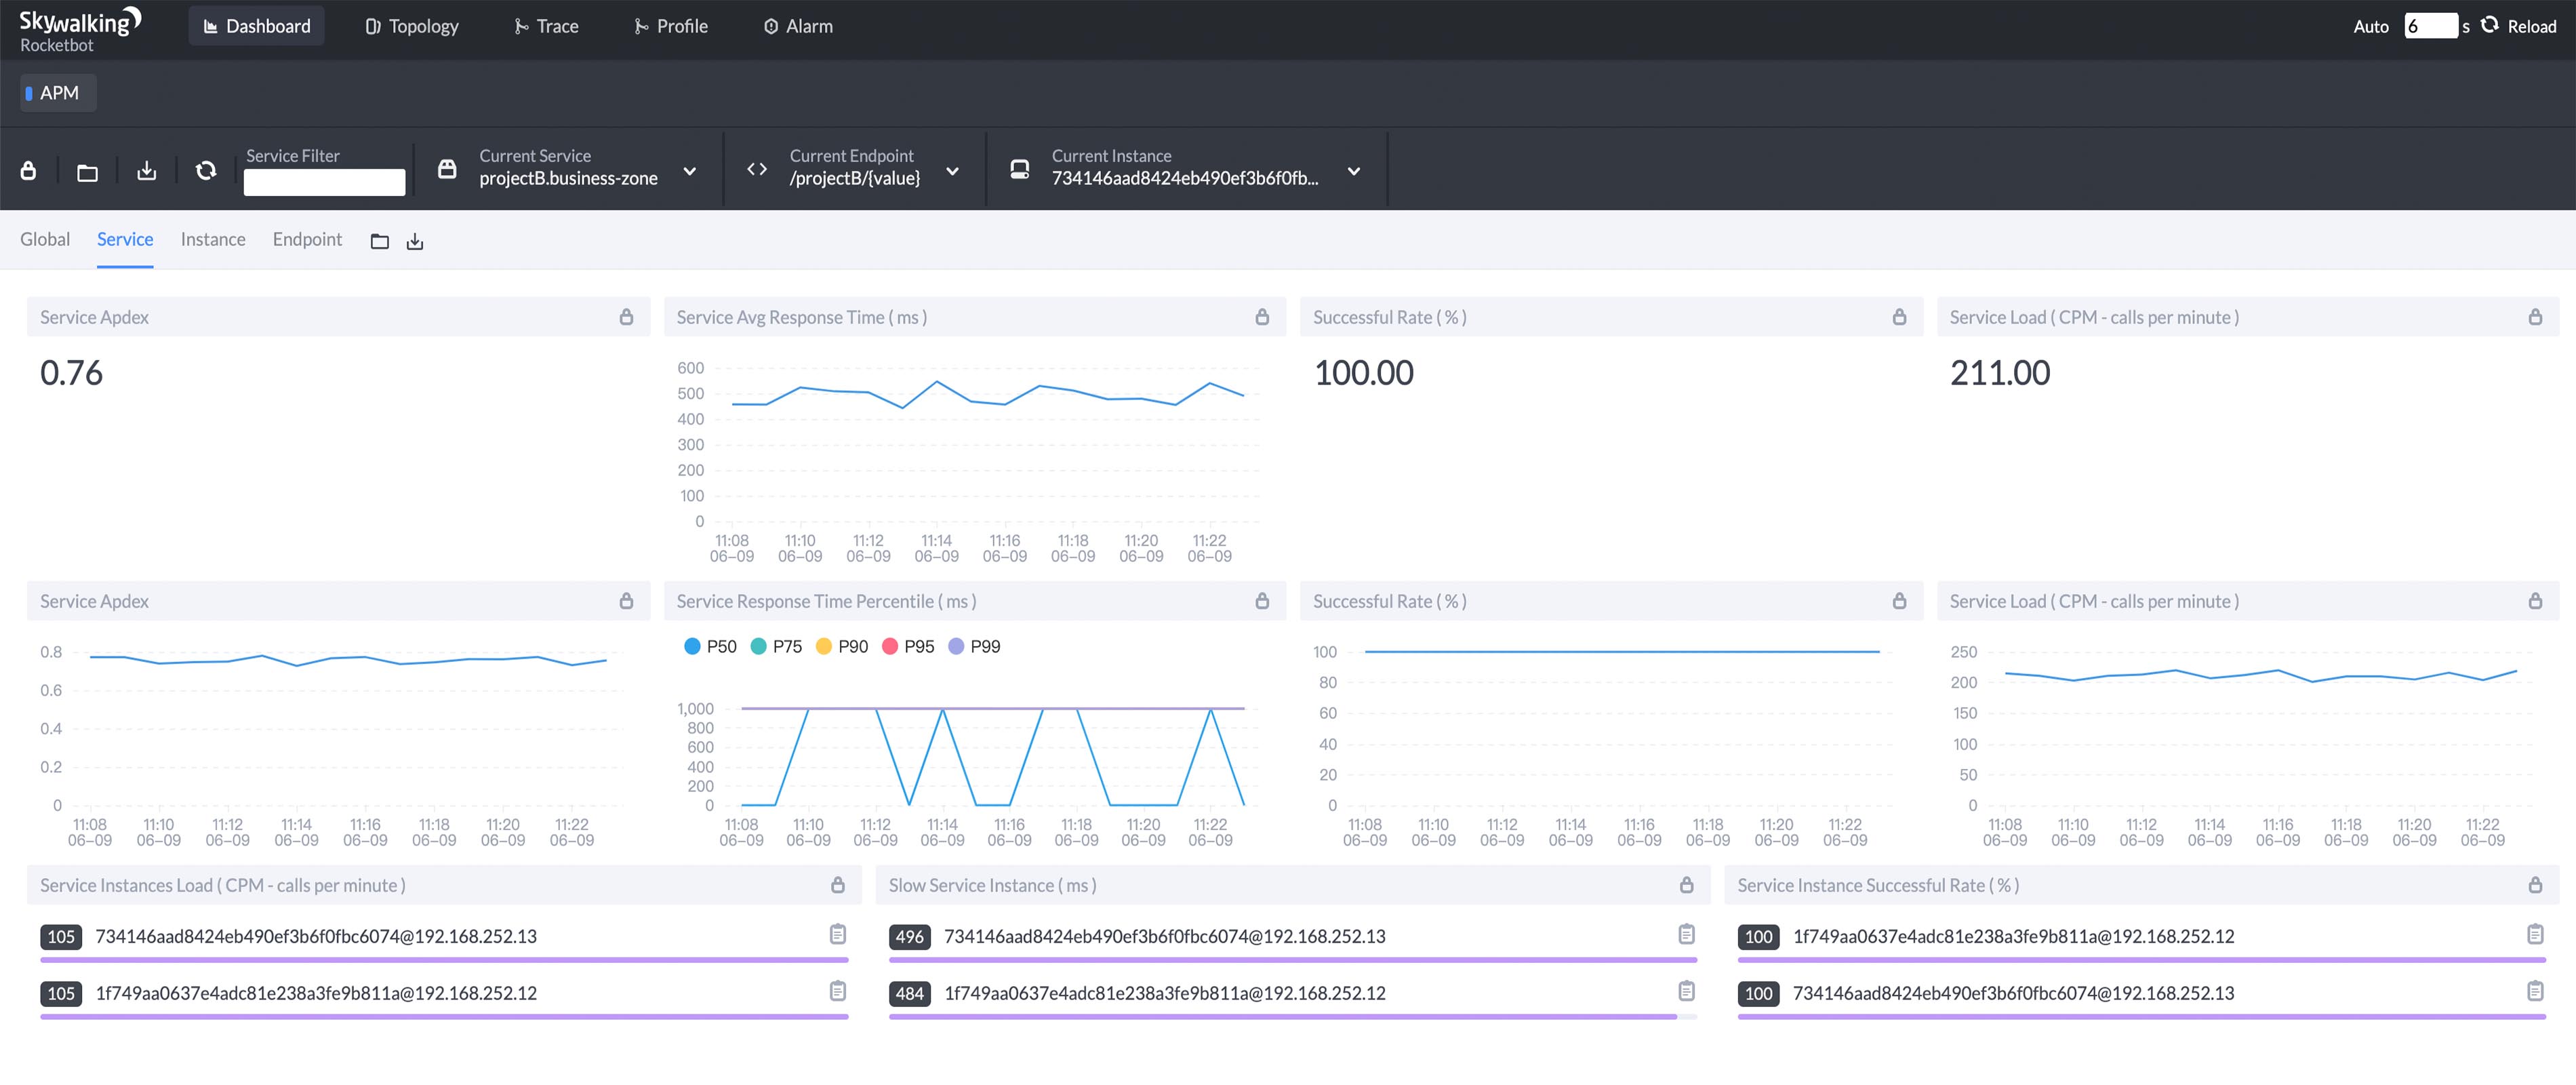 Skywalking
Rocketbot
Dashboard Topology Trace Profile Alarm Auto 6 s Reload
APM
Service Filter Current Service Current Endpoint Current Instance
projectB.business-zone /projectB/{value} 734146aad8424eb490ef3b6f0fb...
Global Service Instance Endpoint
Service Apdex Service Avg Response Time ( ms ) Successful Rate ( % ) Service Load ( CPM - calls per minute )
0.76 100.00 211.00
600
500
400
300
200
100
0
11:08 11:10 11:12 11:14 11:16 11:18 11:20 11:22
06-09 06-09 06-09 06-09 06-09 06-09 06-09 06-09
Service Apdex Service Response Time Percentile ( ms ) Successful Rate ( % ) Service Load ( CPM - calls per minute )
0.8
0.6
0.4
0.2
0
11:08 11:10 11:12 11:14 11:16 11:18 11:20 11:22
06-09 06-09 06-09 06-09 06-09 06-09 06-09 06-09
P50 P75 P90 P95 P99
1,000
800
600
400
200
0
11:08 11:10 11:12 11:14 11:16 11:18 11:20 11:22
06-09 06-09 06-09 06-09 06-09 06-09 06-09 06-09
100
80
60
40
20
0
11:08 11:10 11:12 11:14 11:16 11:18 11:20 11:22
06-09 06-09 06-09 06-09 06-09 06-09 06-09 06-09
250
200
150
100
50
0
11:08 11:10 11:12 11:14 11:16 11:18 11:20 11:22
06-09 06-09 06-09 06-09 06-09 06-09 06-09 06-09
Service Instances Load ( CPM - calls per minute )
105 734146aad8424eb490ef3b6f0fbc6074@192.168.252.13
105 1f749aa0637e4adc81e238a3fe9b811a@192.168.252.12
Slow Service Instance ( ms )
496 734146aad8424eb490ef3b6f0fbc6074@192.168.252.13
484 1f749aa0637e4adc81e238a3fe9b811a@192.168.252.12
Service Instance Successful Rate ( % )
100 1f749aa0637e4adc81e238a3fe9b811a@192.168.252.12
100 734146aad8424eb490ef3b6f0fbc6074@192.168.252.13